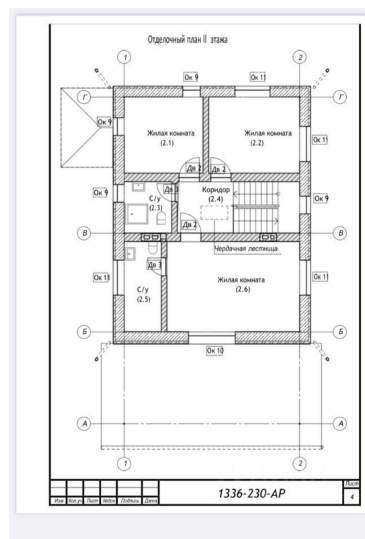 Отделочный план II этажа
1
2
Ок 9
Ок 11
Г
Г
Ок 9
Жилая комната
(2.1)
Жилая комната
(2.2)
Ок 11
Дв 2
Дв 2
Ок 9
Дв 3
С/у
(2.3)
Коридор
(2.4)
Ок 9
Дв 2
В
В
Чердачная лестница
Дв 3
Ок 11
Ок 11
С/у
(2.5)
Жилая комната
(2.6)
Б
Б
Ок 10
А
А
1
2
Изм Кол.уч Лист №док Подпись Дата
1336-230-АР
Лист
4